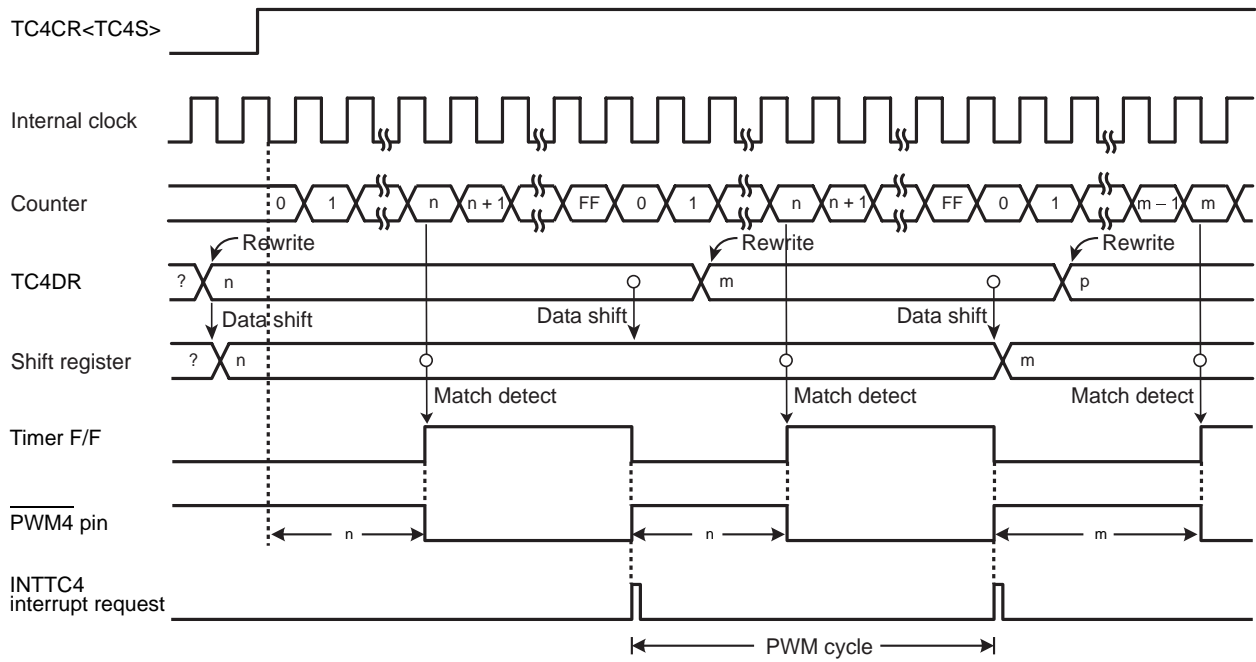 TC4CR<TC4S>
Internal clock
Counter 0 1 n n + 1 FF 0 1 n n + 1 FF 0 1 m – 1 m
Rewrite Rewrite Rewrite
TC4DR ? n m p
Data shift Data shift Data shift
Shift register ? n m
Match detect Match detect Match detect
Timer F/F
PWM4 pin n n m
INTTC4
interrupt request
PWM cycle